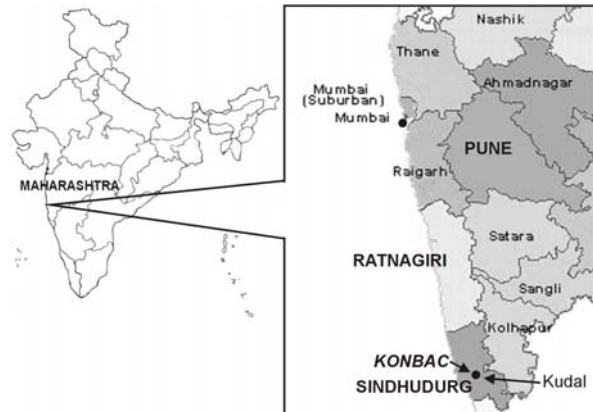 MAHARASHTRA
Nashik
Thane
Ahmadnagar
Mumbai
(Suburban)
Mumbai
PUNE
Raigarh
Satara
RATNAGIRI
Sangli
Kolhapur
KONBAC
SINDHUDURG
Kudal